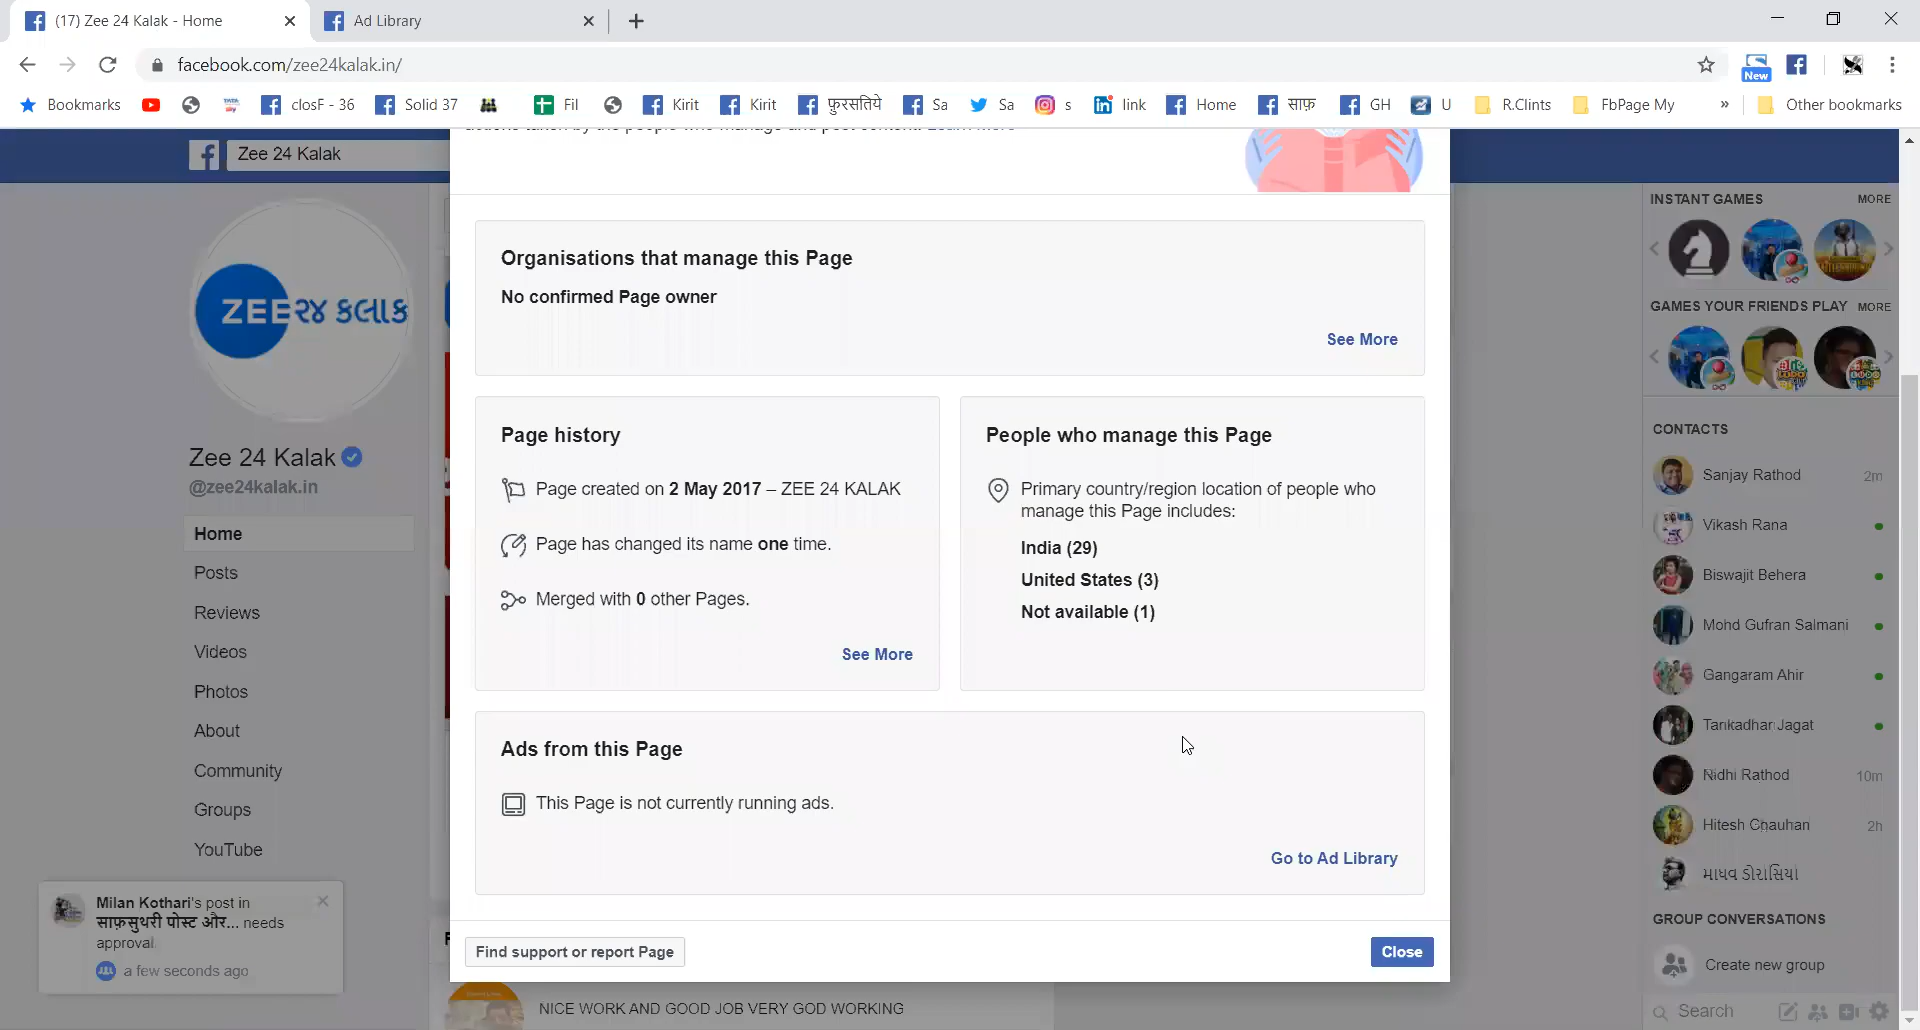 (17) Zee 24 Kalak - Home
Ad Library
facebook.com/zee24kalak.in/
New
Bookmarks
TATA
sky
closF - 36
Solid 37
Fil
Kirit
Kirit
फ़ुरसतिये
Sa
Sa
s
link
Home
साफ़
GH
U
R.Clints
FbPage My
»
Other bookmarks
Zee 24 Kalak
Learn More
ZEE ૨૪ કલાક
Zee 24 Kalak
@zee24kalak.in
Home
Posts
Reviews
Videos
Photos
About
Community
Groups
YouTube
Milan Kothari's post in
साफ़सुथरी पोस्ट और... needs
approval.
a few seconds ago
Organisations that manage this Page
No confirmed Page owner
See More
Page history
Page created on 2 May 2017 – ZEE 24 KALAK
Page has changed its name one time.
Merged with 0 other Pages.
See More
People who manage this Page
Primary country/region location of people who
manage this Page includes:
India (29)
United States (3)
Not available (1)
Ads from this Page
This Page is not currently running ads.
Go to Ad Library
Find support or report Page
Close
NICE WORK AND GOOD JOB VERY GOD WORKING
INSTANT GAMES
MORE
GAMES YOUR FRIENDS PLAY
MORE
CONTACTS
Sanjay Rathod
2m
Vikash Rana
Biswajit Behera
Mohd Gufran Salmani
Gangaram Ahir
Tarikadhari Jagat
Nidhi Rathod
10m
Hitesh Chauhan
2h
માધવ ડોરાસિયા
GROUP CONVERSATIONS
Create new group
Search